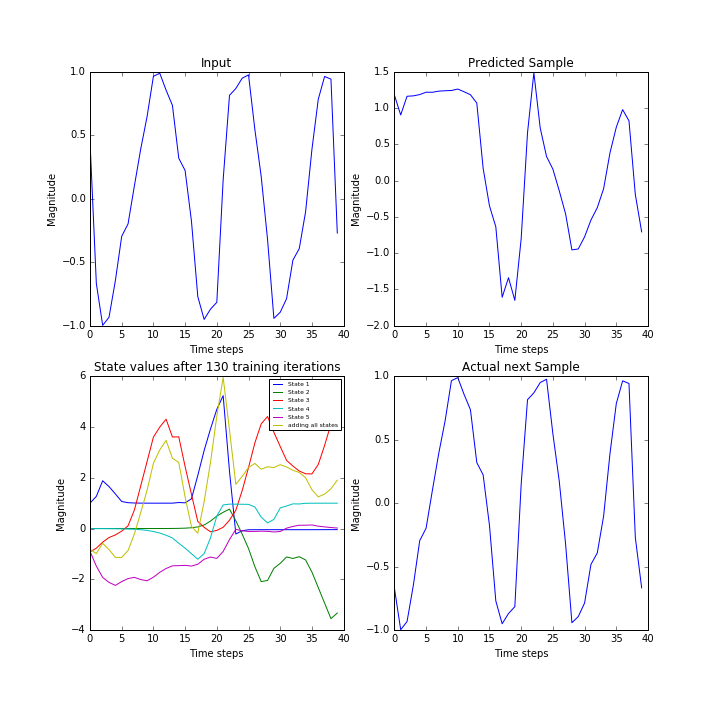 Input
1.0
0.5
0.0
−0.5
−1.0
Magnitude
0 5 10 15 20 25 30 35 40
Time steps
Predicted Sample
1.5
1.0
0.5
0.0
−0.5
−1.0
−1.5
−2.0
Magnitude
0 5 10 15 20 25 30 35 40
Time steps
State values after 130 training iterations
6
4
2
0
−2
−4
Magnitude
State 1
State 2
State 3
State 4
State 5
adding all states
0 5 10 15 20 25 30 35 40
Time steps
Actual next Sample
1.0
0.5
0.0
−0.5
−1.0
Magnitude
0 5 10 15 20 25 30 35 40
Time steps